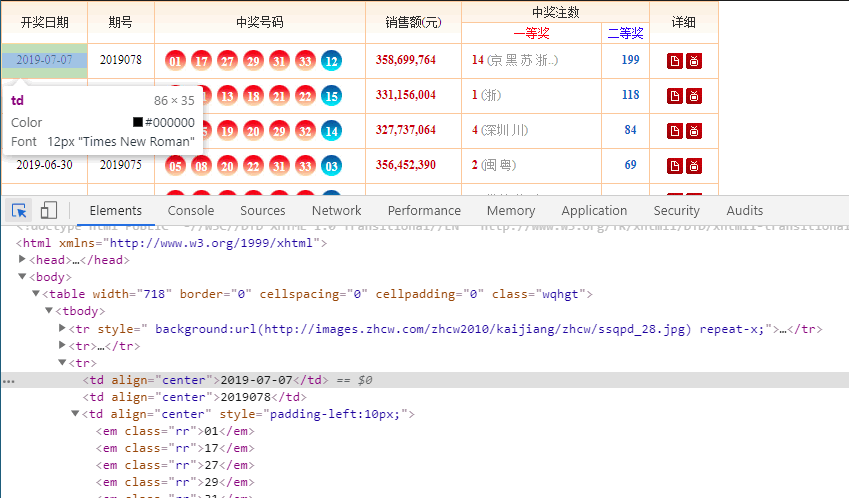 开奖日期 期号 中奖号码 销售额(元) 中奖注数 详细
一等奖 二等奖
2019-07-07 2019078 01 17 27 29 31 33 12 358,699,764 14 (京 黑 苏 浙..) 199
13 18 21 22 15 331,156,004 1 (浙) 118
td 86 × 35
19 20 29 32 14 327,737,064 4 (深圳 川) 84
Color #000000
Font 12px "Times New Roman"
2019-06-30 2019075 05 08 20 22 31 33 03 356,452,390 2 (闽 粤) 69
Elements Console Sources Network Performance Memory Application Security Audits
<html xmlns="http://www.w3.org/1999/xhtml">
<head>…</head>
<body>
<table width="718" border="0" cellspacing="0" cellpadding="0" class="wqhgt">
<tbody>
<tr style=" background:url(http://images.zhcw.com/zhcw2010/kaijiang/zhcw/ssqpd_28.jpg) repeat-x;">…</tr>
<tr>…</tr>
<tr>
<td align="center">2019-07-07</td> == $0
<td align="center">2019078</td>
<td align="center" style="padding-left:10px;">
<em class="rr">01</em>
<em class="rr">17</em>
<em class="rr">27</em>
<em class="rr">29</em>